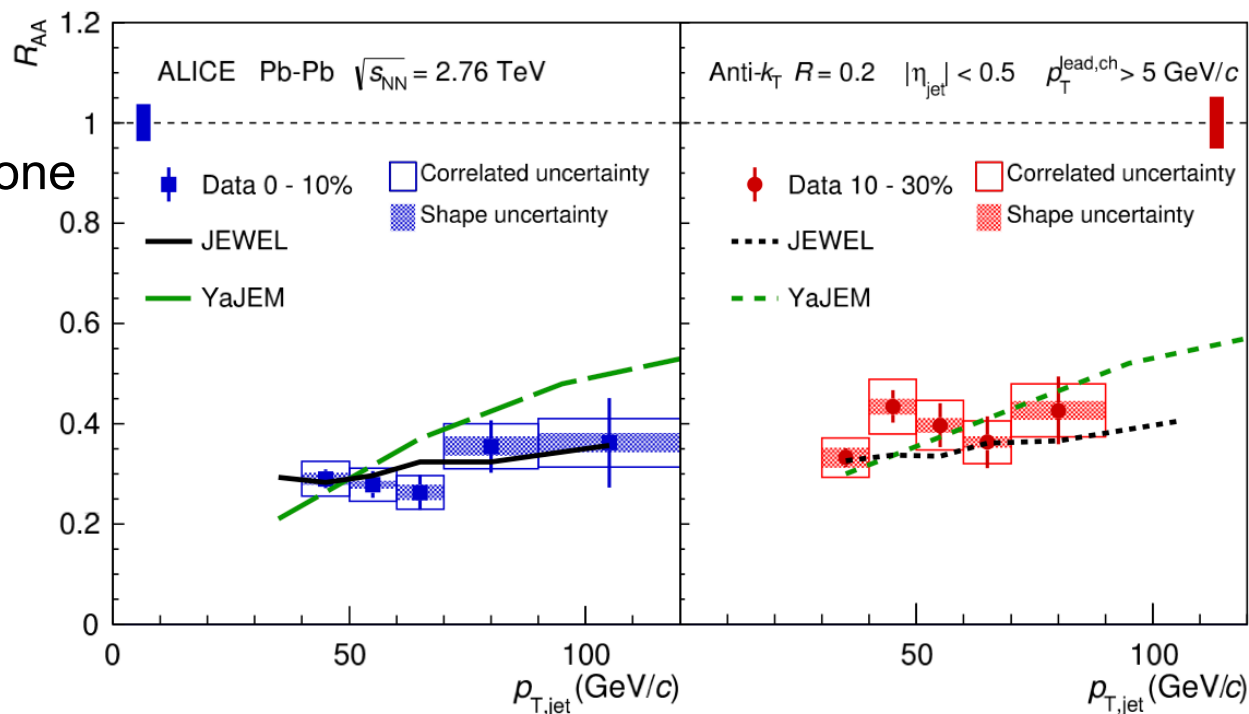 R_AA
1.2
1
0.8
0.6
0.4
0.2
0
one
ALICE Pb-Pb √s_NN = 2.76 TeV
Data 0 - 10%
Correlated uncertainty
Shape uncertainty
JEWEL
YaJEM
0 50 100
p_T,jet (GeV/c)
Anti-k_T R = 0.2 |η_jet| < 0.5 p_T^lead,ch > 5 GeV/c
Data 10 - 30%
Correlated uncertainty
Shape uncertainty
JEWEL
YaJEM
50 100
p_T,jet (GeV/c)